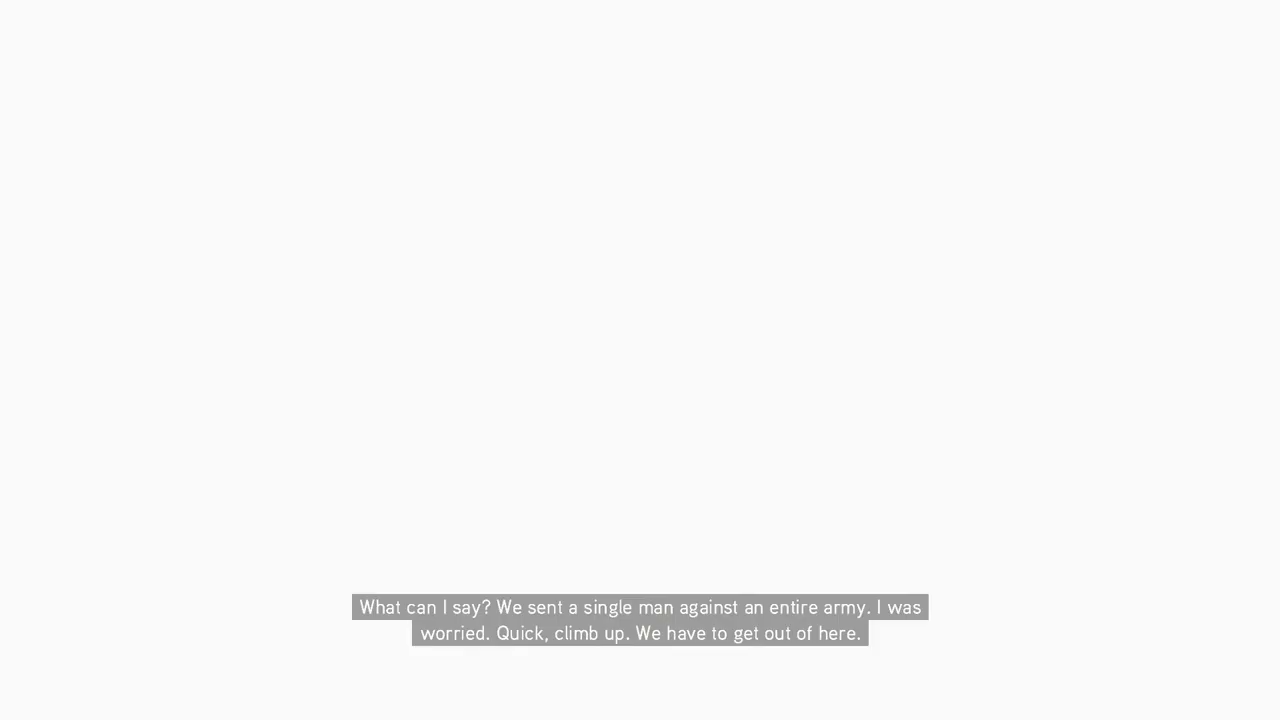 What can I say? We sent a single man against an entire army. I was
worried. Quick, climb up. We have to get out of here.